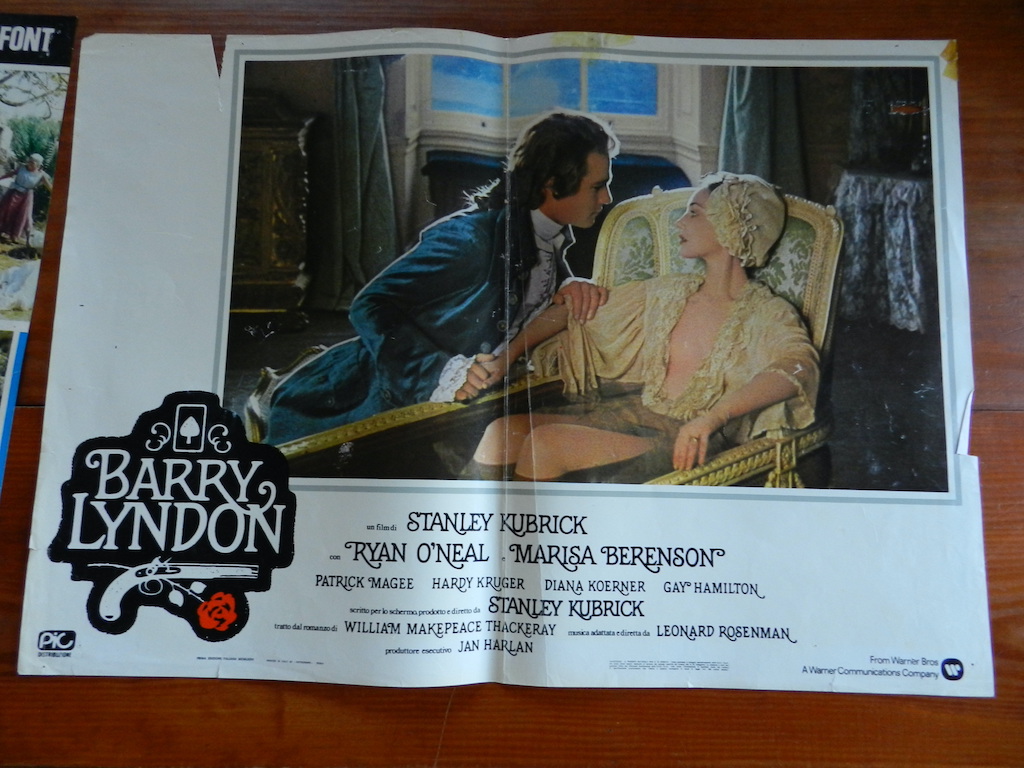 FONT
BARRY
LYNDON
un film di STANLEY KUBRICK
con RYAN O'NEAL e MARISA BERENSON
PATRICK MAGEE HARDY KRUGER DIANA KOERNER GAY HAMILTON
scritto per lo schermo, prodotto e diretto da STANLEY KUBRICK
tratto dal romanzo di WILLIAM MAKEPEACE THACKERAY musica adattata e diretta da LEONARD ROSENMAN
produttore esecutivo JAN HARLAN
PIC
DISTRIBUZIONE
From Warner Bros
A Warner Communications Company